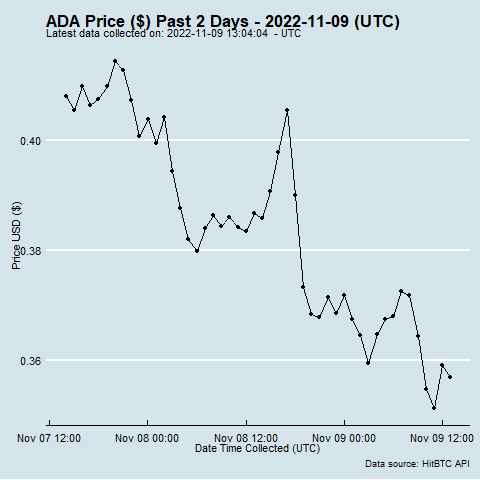 ADA Price ($) Past 2 Days - 2022-11-09 (UTC)
Latest data collected on: 2022-11-09 13:04:04  - UTC
Price USD ($)
0.40
0.38
0.36
Nov 07 12:00 Nov 08 00:00 Nov 08 12:00 Nov 09 00:00 Nov 09 12:00
Date Time Collected (UTC)
Data source: HitBTC API